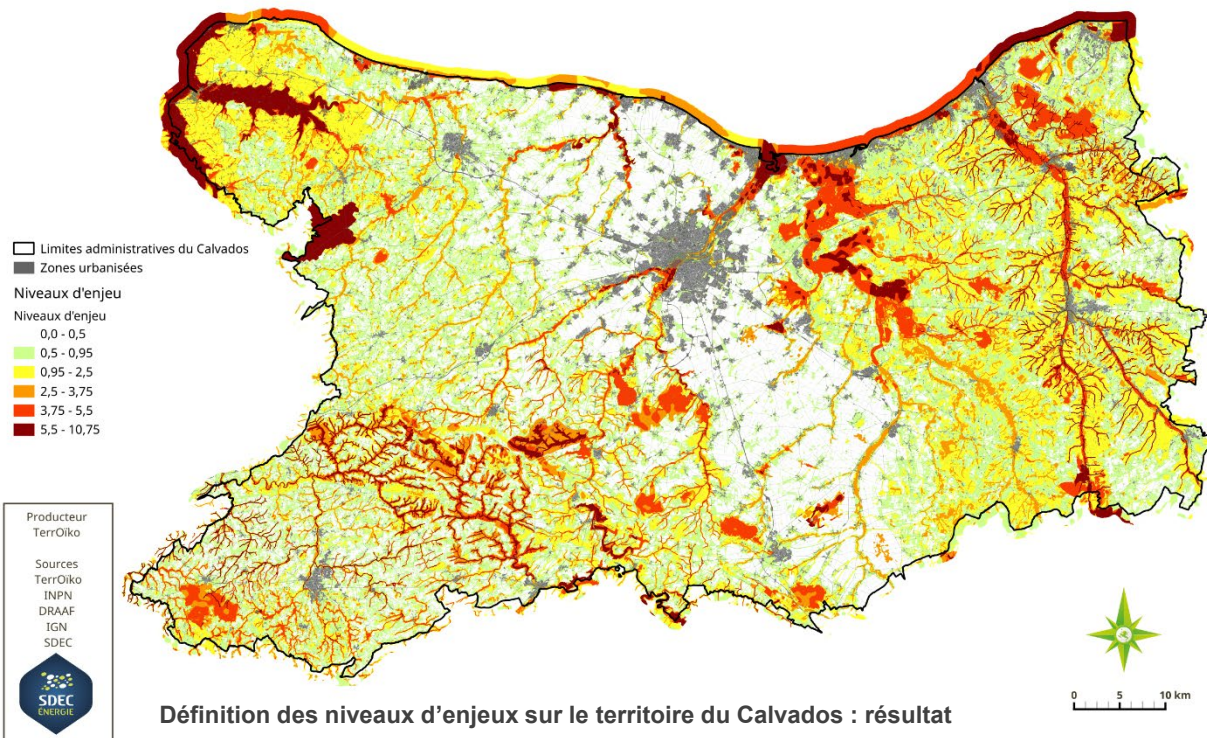 Limites administratives du Calvados
Zones urbanisées
Niveaux d'enjeu
Niveaux d'enjeu
0,0 - 0,5
0,5 - 0,95
0,95 - 2,5
2,5 - 3,75
3,75 - 5,5
5,5 - 10,75
Producteur
TerrOïko
Sources
TerrOïko
INPN
DRAAF
IGN
SDEC
SDEC
ÉNERGIE
0 5 10 km
Définition des niveaux d'enjeux sur le territoire du Calvados : résultat